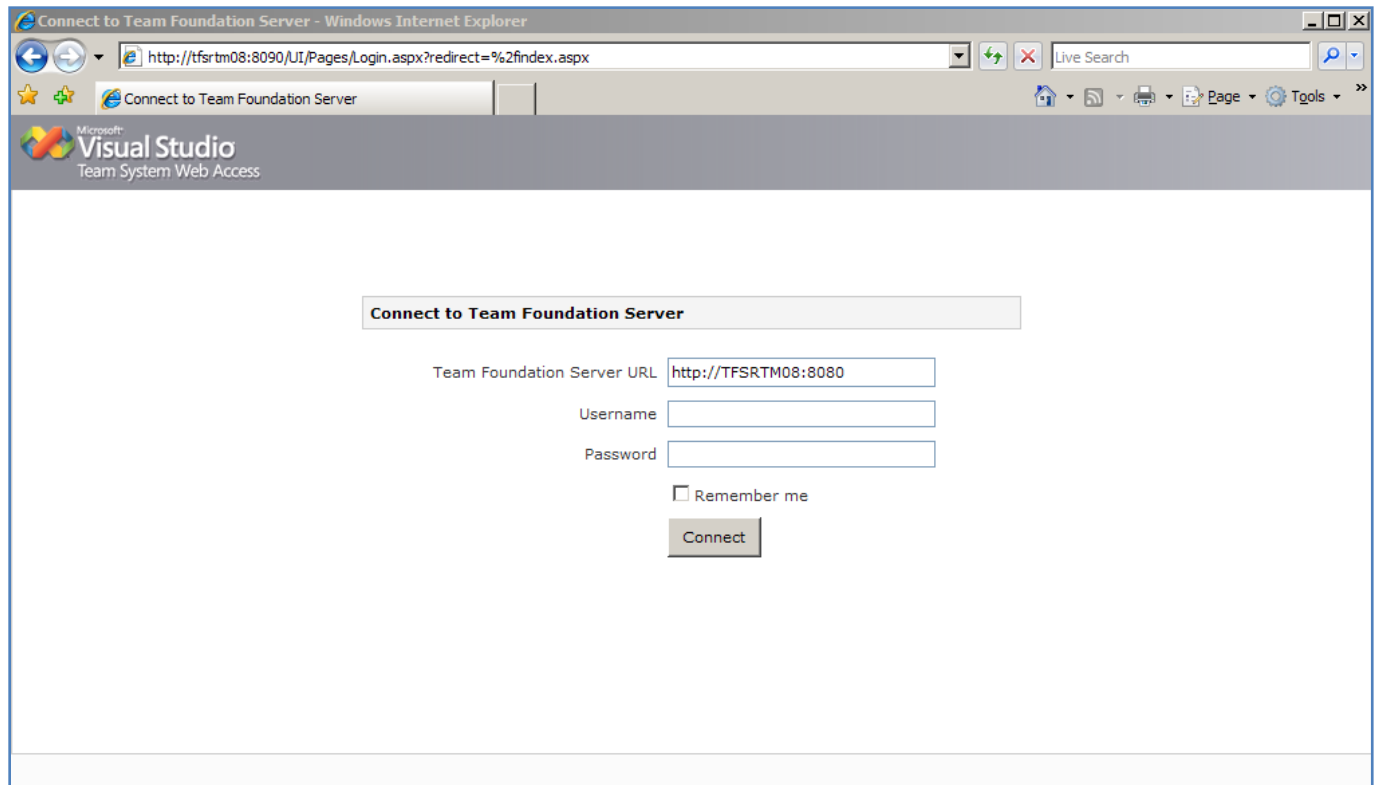 Connect to Team Foundation Server - Windows Internet Explorer
http://tfsrtm08:8090/UI/Pages/Login.aspx?redirect=%2findex.aspx
Live Search
Connect to Team Foundation Server
Page
Tools
»
Microsoft
Visual Studio
Team System Web Access
Connect to Team Foundation Server
Team Foundation Server URL http://TFSRTM08:8080
Username
Password
Remember me
Connect